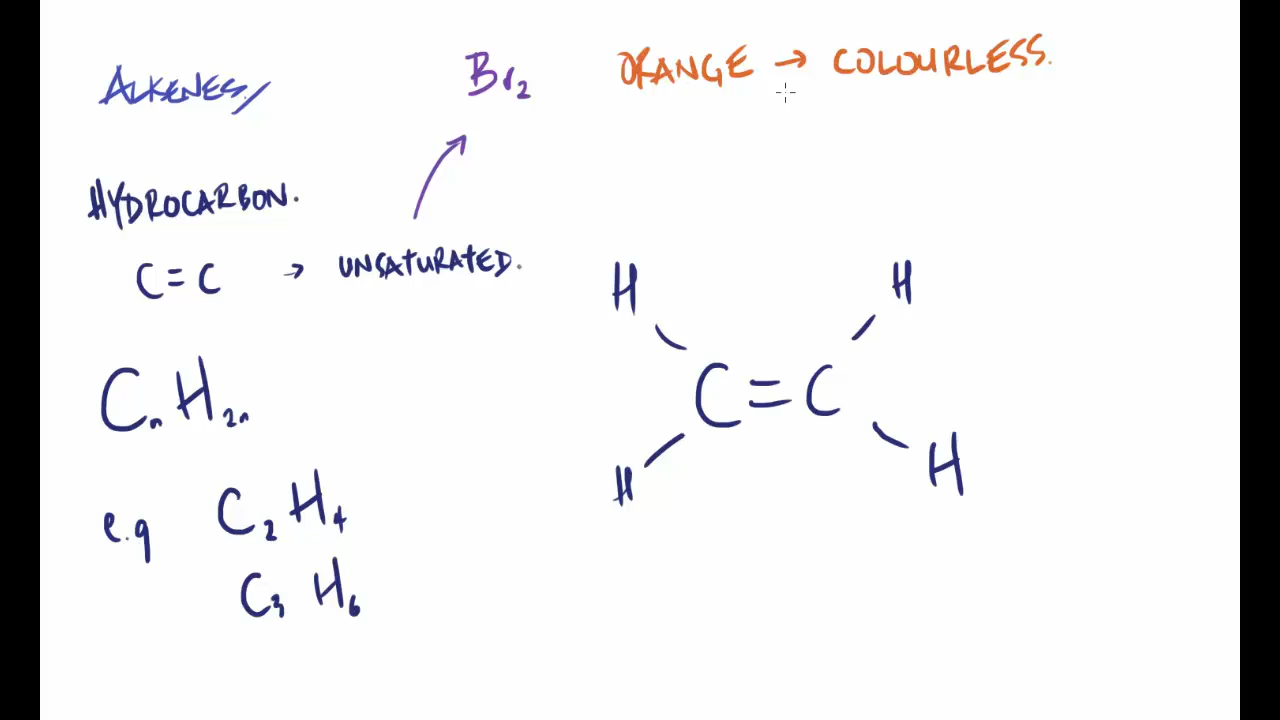 ALKENES
Br2
ORANGE → COLOURLESS.
HYDROCARBON.
C=C → UNSATURATED.
CnH2n
e.g C2H4
C3H6
H H
C=C
H H